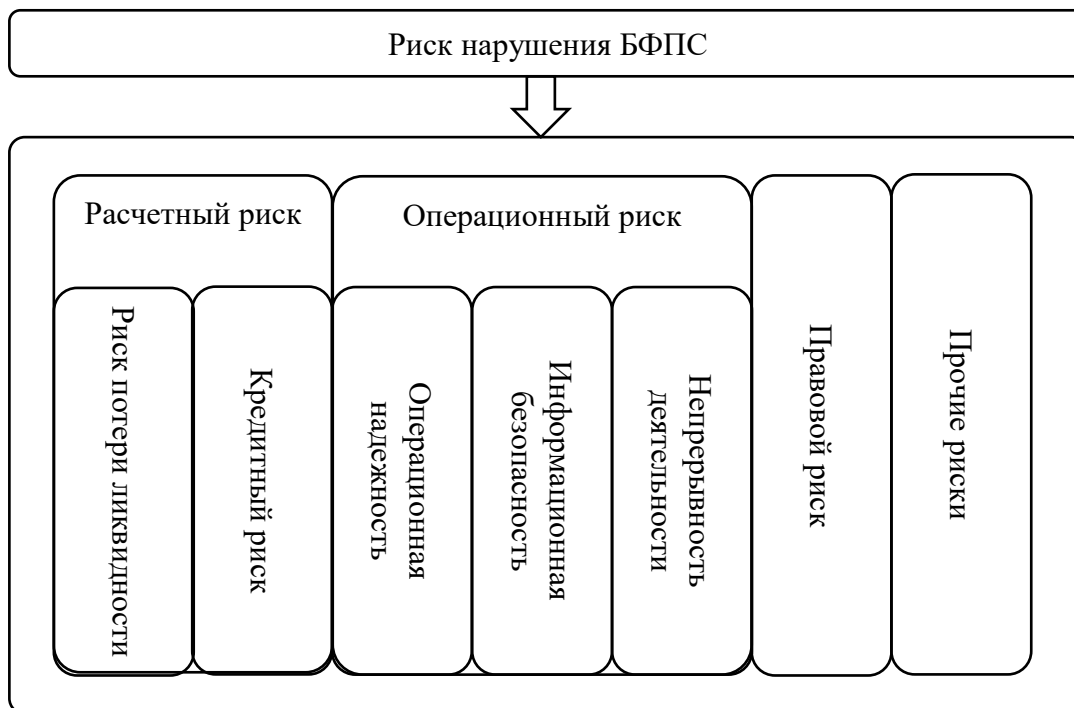 Риск нарушения БФПС
Расчетный риск
Операционный риск
Риск потери ликвидности
Кредитный риск
Операционная
надежность
Информационная
безопасность
Непрерывность
деятельности
Правовой риск
Прочие риски